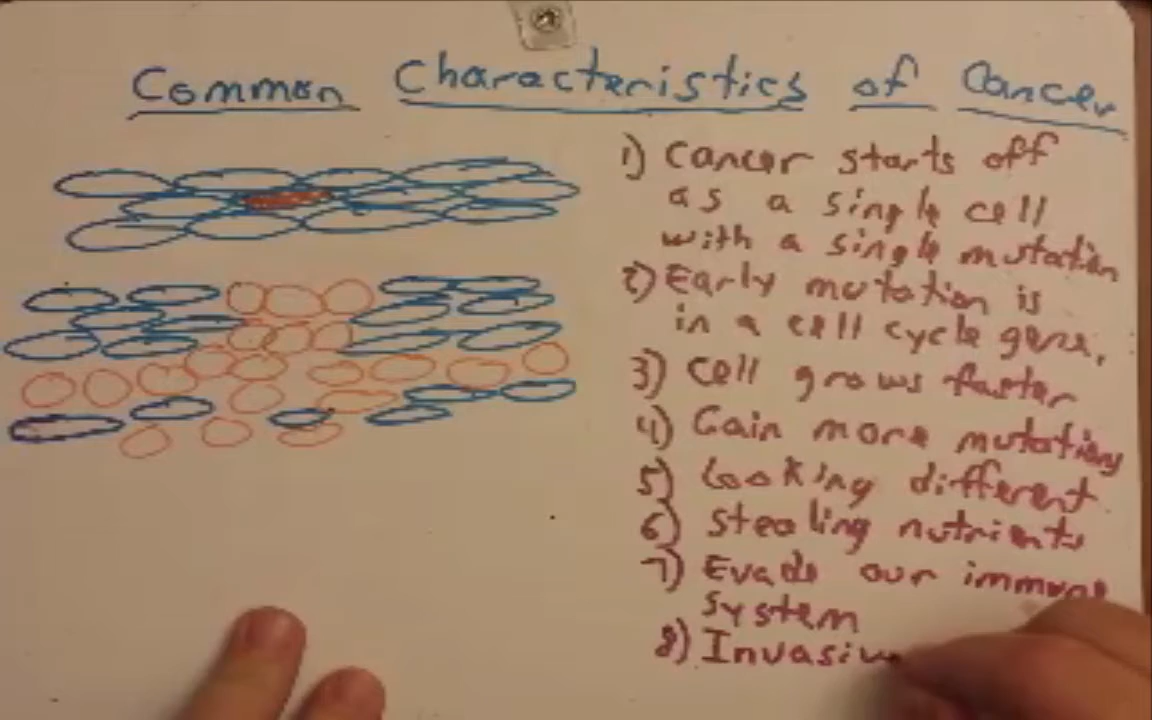 Common Characteristics of Cancer
1) Cancer starts off
as a single cell
with a single mutation
2) Early mutation is
in a cell cycle gene.
3) Cell grows faster
4) Gain more mutations
5) Looking different
6) Stealing nutrients
7) Evade our immune
system
8) Invasiv